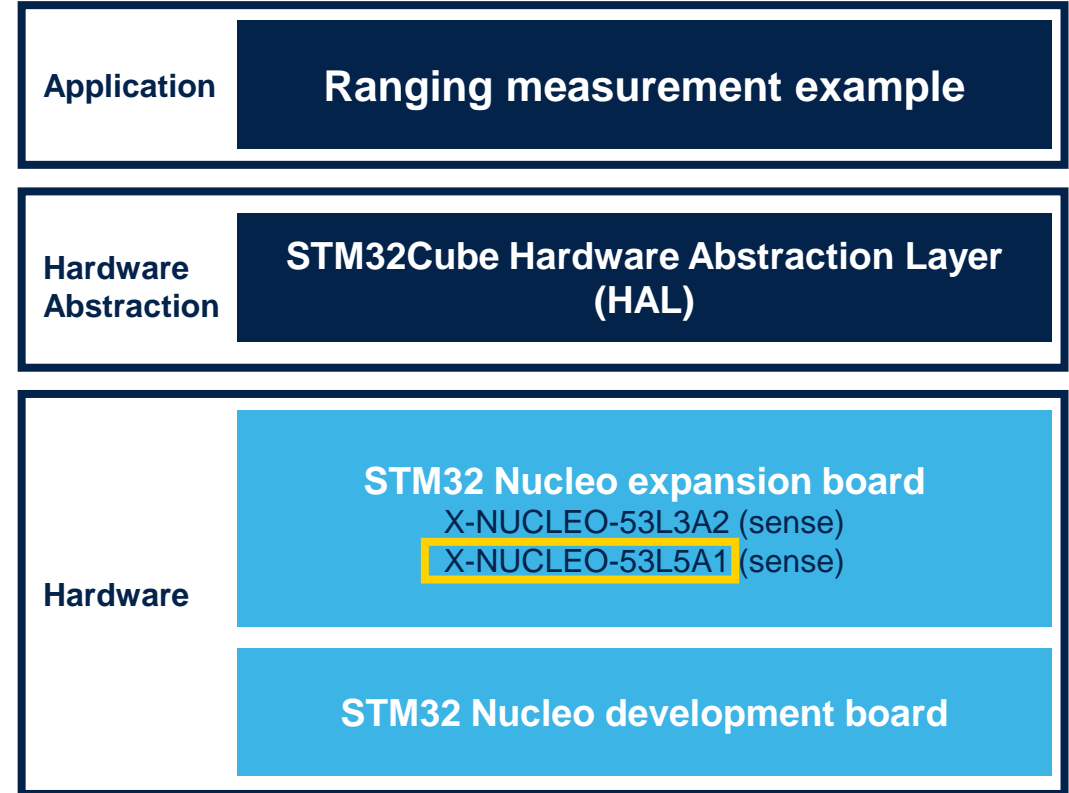 Application
Ranging measurement example
Hardware
Abstraction
STM32Cube Hardware Abstraction Layer
(HAL)
Hardware
STM32 Nucleo expansion board
X-NUCLEO-53L3A2 (sense)
X-NUCLEO-53L5A1 (sense)
STM32 Nucleo development board